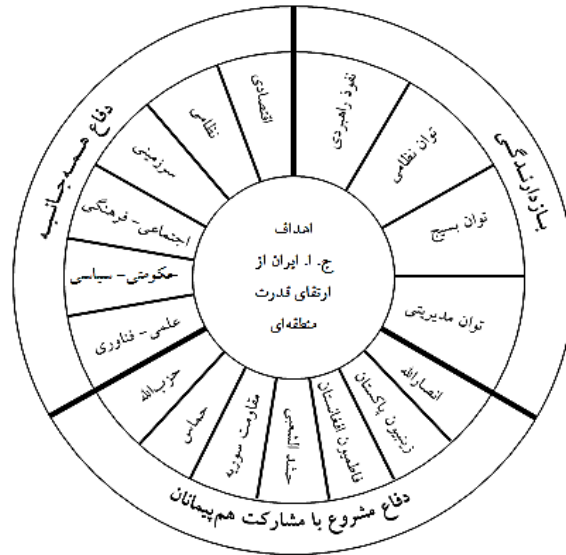 اهداف
ج. ا. ایران از
ارتقای قدرت
منطقه‌ای
بازدارندگی
نفوذ راهبردی
توان نظامی
توان بسیج
توان مدیریتی
دفاع مشروع با مشارکت هم‌پیمانان
انصارالله
زینبیون پاکستان
فاطمیون افغانستان
حشد الشعبی
مقاومت سوریه
حماس
حزب‌الله
دفاع همه‌جانبه
علمی- فناوری
حکومتی- سیاسی
اجتماعی- فرهنگی
سرزمینی
نظامی
اقتصادی